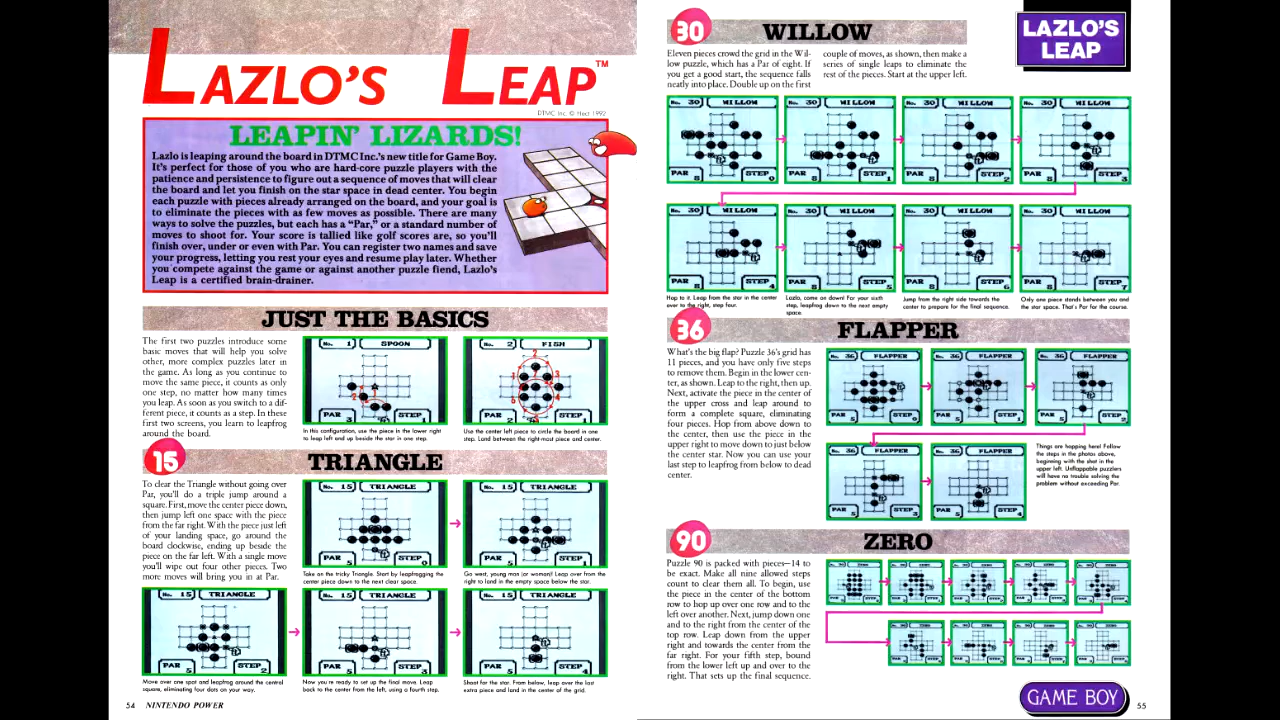 LAZLO'S LEAP™
DTMC Inc. © Hect 1992
LEAPIN' LIZARDS!
Lazlo is leaping around the board in DTMC Inc.'s new title for Game Boy.
It's perfect for those of you who are hard-core puzzle players with the
patience and persistence to figure out a sequence of moves that will clear
the board and let you finish on the star space in dead center. You begin
each puzzle with pieces already arranged on the board, and your goal is
to eliminate the pieces with as few moves as possible. There are many
ways to solve the puzzles, but each has a "Par," or a standard number of
moves to shoot for. Your score is tallied like golf scores are, so you'll
finish over, under or even with Par. You can register two names and save
your progress, letting you rest your eyes and resume play later. Whether
you compete against the game or against another puzzle fiend, Lazlo's
Leap is a certified brain-drainer.
JUST THE BASICS
The first two puzzles introduce some
basic moves that will help you solve
other, more complex puzzles later in
the game. As long as you continue to
move the same piece, it counts as only
one step, no matter how many times
you leap. As soon as you switch to a dif-
ferent piece, it counts as a step. In these
first two screens, you learn to leapfrog
around the board.
No. 1 SPOON
PAR 3 STEP
In this configuration, use the piece in the lower right
to leap left and up beside the star in one step.
No. 2 FISH
PAR 2 STEP 1
Use the center left piece to circle the board in one
step. Land between the right-most piece and center.
15
TRIANGLE
To clear the Triangle without going over
Par, you'll do a triple jump around a
square. First, move the center piece down,
then jump left one space with the piece
from the far right. With the piece just left
of your landing space, go around the
board clockwise, ending up beside the
piece on the far left. With a single move
you'll wipe out four other pieces. Two
more moves will bring you in at Par.
No. 15 TRIANGLE
PAR 5 STEP 0
Take on the tricky Triangle. Start by leapfrogging the
center piece down to the next clear space.
No. 15 TRIANGLE
PAR 5 STEP 1
Go west, young man (or woman)! Leap over from the
right to land in the empty space below the star.
No. 15 TRIANGLE
PAR 5 STEP 2
Move over one spot and leapfrog around the central
square, eliminating four dots on your way.
No. 15 TRIANGLE
PAR 5 STEP 3
Now you're ready to set up the final move. Leap
back to the center from the left, using a fourth step.
No. 15 TRIANGLE
PAR 5 STEP 4
Shoot for the star. From below, leap over the last
extra piece and land in the center of the grid.
54 NINTENDO POWER
30
WILLOW
LAZLO'S
LEAP
Eleven pieces crowd the grid in the Wil-
low puzzle, which has a Par of eight. If
you get a good start, the sequence falls
neatly into place. Double up on the first
couple of moves, as shown, then make a
series of single leaps to eliminate the
rest of the pieces. Start at the upper left.
No. 30 WILLOW
PAR 8 STEP 0
No. 30 WILLOW
PAR 8 STEP 1
No. 30 WILLOW
PAR 8 STEP 2
No. 30 WILLOW
PAR 8 STEP 3
No. 30 WILLOW
PAR 8 STEP 4
Hop to it. Leap from the star in the center
over to the right, step four.
No. 30 WILLOW
PAR 8 STEP 5
Lazlo, come on down! For your sixth
step, leapfrog down to the next empty
space.
No. 30 WILLOW
PAR 8 STEP 6
Jump from the right side towards the
center to prepare for the final sequence.
No. 30 WILLOW
PAR 8 STEP 7
Only one piece stands between you and
the star space. That's Par for the course.
36
FLAPPER
What's the big flap? Puzzle 36's grid has
11 pieces, and you have only five steps
to remove them. Begin in the lower cen-
ter, as shown. Leap to the right, then up.
Next, activate the piece in the center of
the upper cross and leap around to
form a complete square, eliminating
four pieces. Hop from above down to
the center, then use the piece in the
upper right to move down to just below
the center star. Now you can use your
last step to leapfrog from below to dead
center.
No. 36 FLAPPER
PAR 5 STEP 0
No. 36 FLAPPER
PAR 5 STEP 1
No. 36 FLAPPER
PAR 5 STEP 2
No. 36 FLAPPER
PAR 5 STEP 3
No. 36 FLAPPER
PAR 5 STEP 4
Things are hopping here! Follow
the steps in the photos above,
beginning with the shot in the
upper left. Unflappable puzzlers
will have no trouble solving the
problem without exceeding Par.
90
ZERO
Puzzle 90 is packed with pieces–14 to
be exact. Make all nine allowed steps
count to clear them all. To begin, use
the piece in the center of the bottom
row to hop up over one row and to the
left over another. Next, jump down one
and to the right from the center of the
top row. Leap down from the upper
right and towards the center from the
far right. For your fifth step, bound
from the lower left up and over to the
right. That sets up the final sequence.
GAME BOY
55